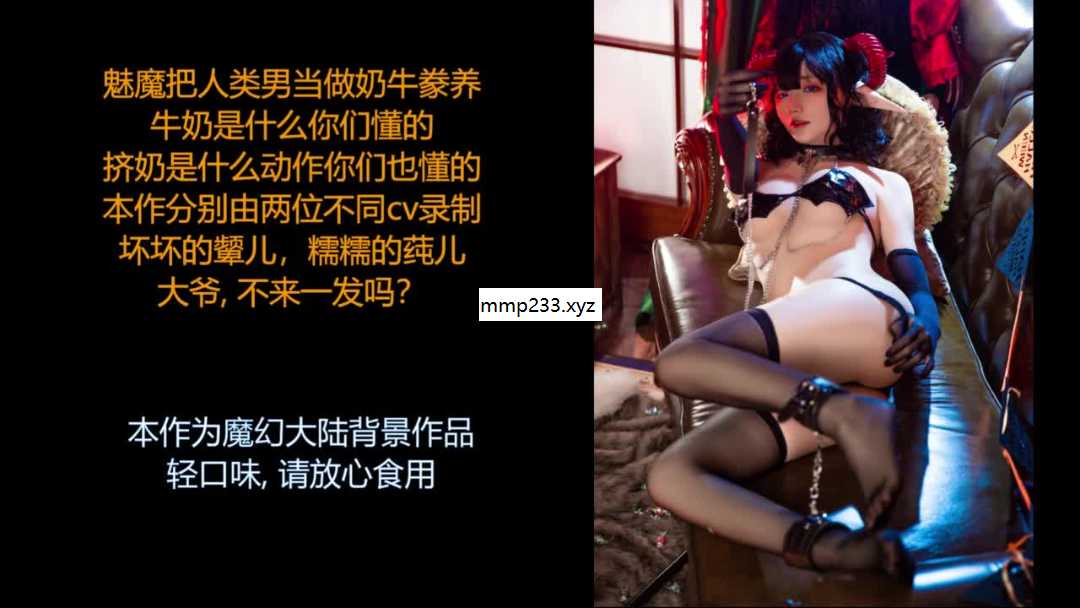 魅魔把人类男当做奶牛豢养
牛奶是什么你们懂的
挤奶是什么动作你们也懂的
本作分别由两位不同cv录制
坏坏的颦儿，糯糯的莼儿
大爷, 不来一发吗?
mmp233.xyz
本作为魔幻大陆背景作品
轻口味, 请放心食用